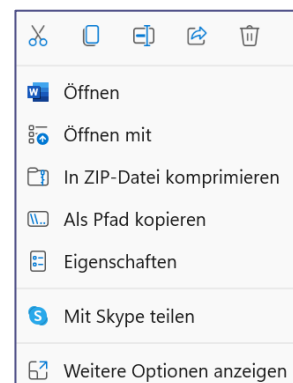 Öffnen
Öffnen mit
In ZIP-Datei komprimieren
Als Pfad kopieren
Eigenschaften
Mit Skype teilen
Weitere Optionen anzeigen